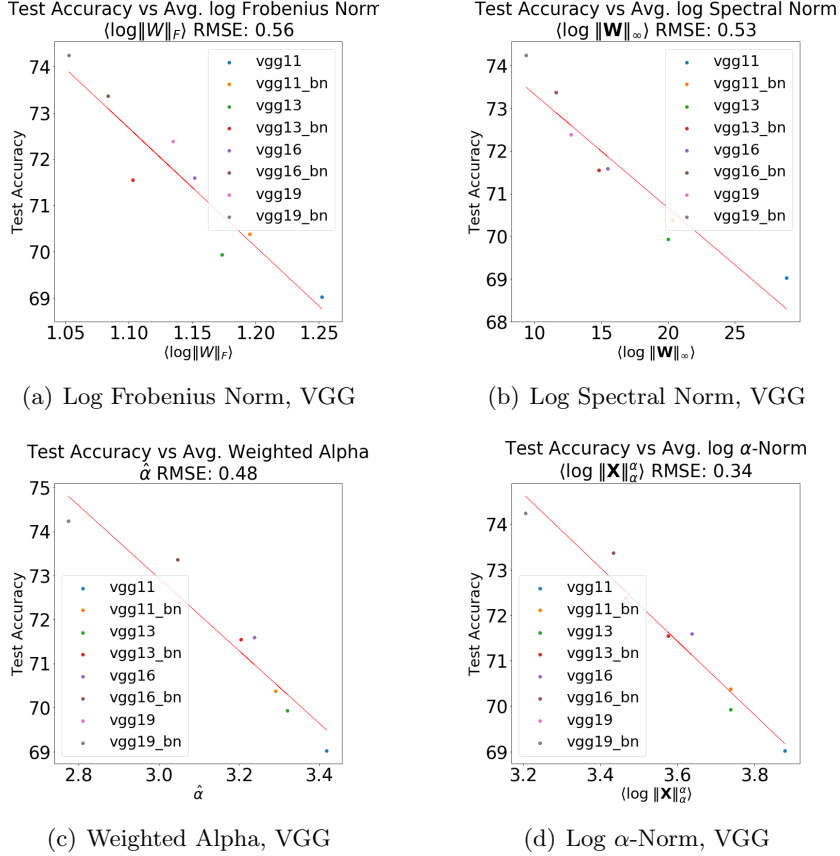 Test Accuracy vs Avg. log Frobenius Norm
⟨log‖W‖F⟩ RMSE: 0.56
74
73
72
71
70
69
Test Accuracy
vgg11
vgg11_bn
vgg13
vgg13_bn
vgg16
vgg16_bn
vgg19
vgg19_bn
1.05 1.10 1.15 1.20 1.25
⟨log‖W‖F⟩
(a) Log Frobenius Norm, VGG
Test Accuracy vs Avg. log Spectral Norm
⟨log ‖W‖∞⟩ RMSE: 0.53
74
73
72
71
70
69
68
Test Accuracy
vgg11
vgg11_bn
vgg13
vgg13_bn
vgg16
vgg16_bn
vgg19
vgg19_bn
10 15 20 25
⟨log ‖W‖∞⟩
(b) Log Spectral Norm, VGG
Test Accuracy vs Avg. Weighted Alpha
α̂ RMSE: 0.48
75
74
73
72
71
70
69
Test Accuracy
vgg11
vgg11_bn
vgg13
vgg13_bn
vgg16
vgg16_bn
vgg19
vgg19_bn
2.8 3.0 3.2 3.4
α̂
(c) Weighted Alpha, VGG
Test Accuracy vs Avg. log α-Norm
⟨log ‖X‖αα⟩ RMSE: 0.34
74
73
72
71
70
69
Test Accuracy
vgg11
vgg11_bn
vgg13
vgg13_bn
vgg16
vgg16_bn
vgg19
vgg19_bn
3.2 3.4 3.6 3.8
⟨log ‖X‖αα⟩
(d) Log α-Norm, VGG